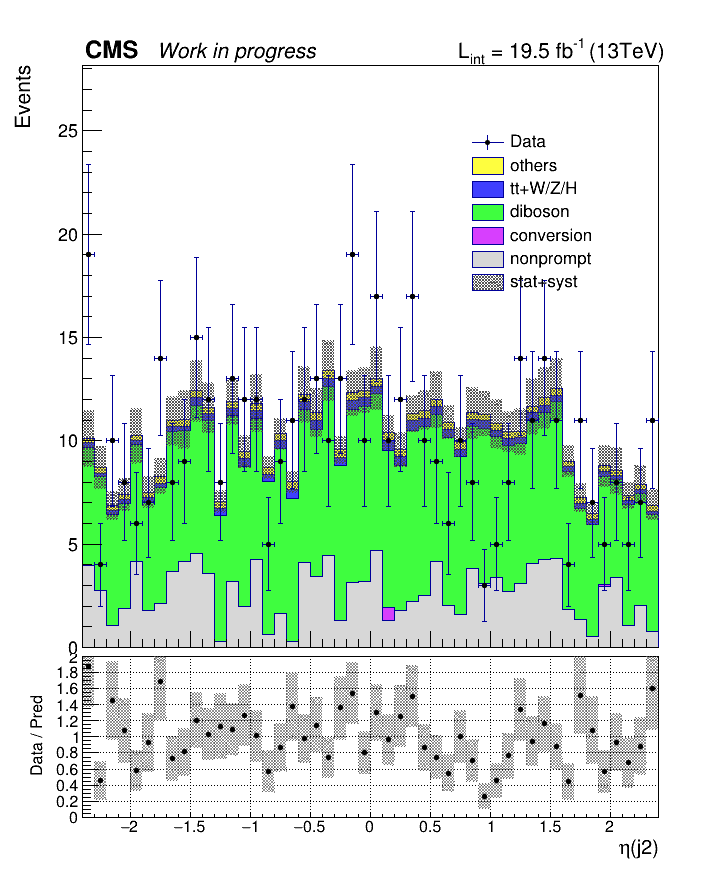 CMS Work in progress L_int = 19.5 fb^-1 (13TeV)
Events
25
20
15
10
5
0
Data
others
tt+W/Z/H
diboson
conversion
nonprompt
stat+syst
Data / Pred
2
1.8
1.6
1.4
1.2
1
0.8
0.6
0.4
0.2
0
−2 −1.5 −1 −0.5 0 0.5 1 1.5 2
η(j2)